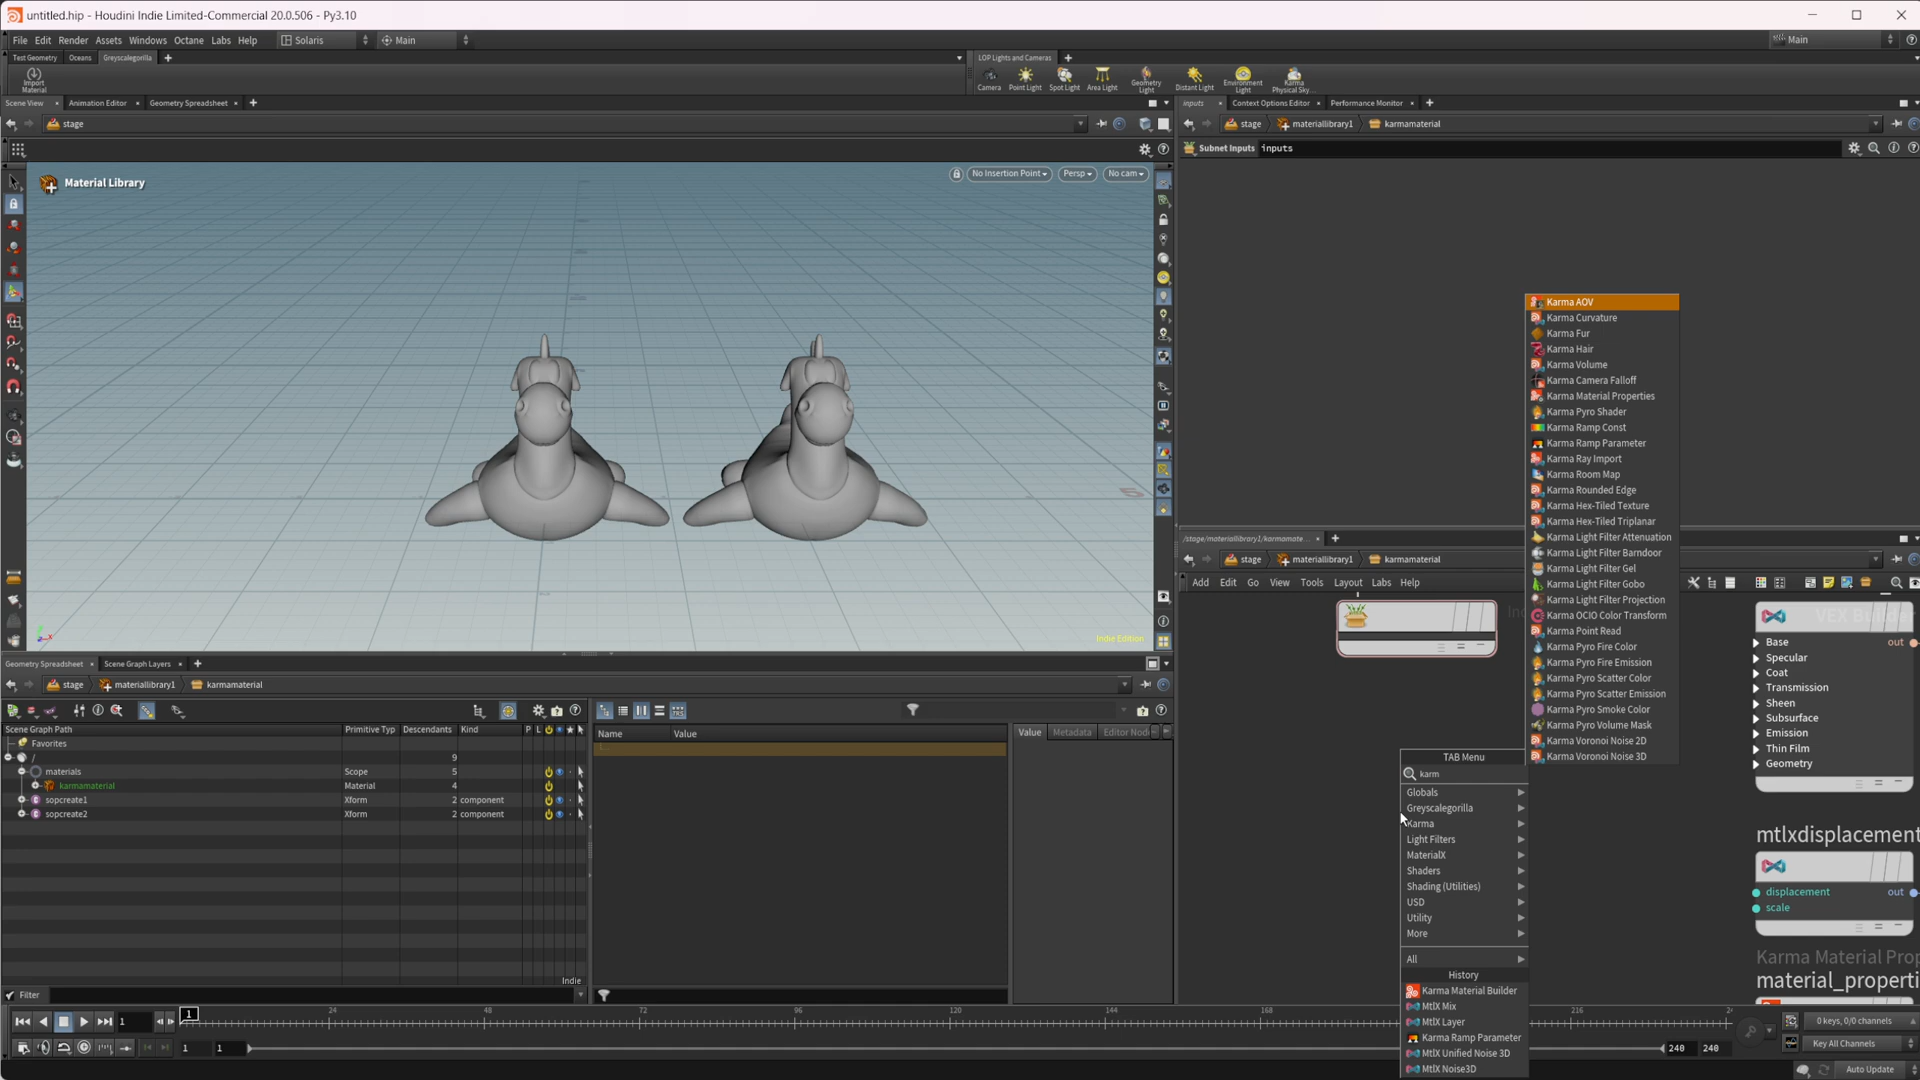 untitled.hip - Houdini Indie Limited-Commercial 20.0.506 - Py3.10
File Edit Render Assets Windows Octane Labs Help Solaris Main Main
Test Geometry Oceans Greyscalegorilla
LOP Lights and Cameras
Import
Material
Camera Point Light Spot Light Area Light Geometry
Light Distant Light Environment
Light Karma
Physical Sky...
Scene View Animation Editor Geometry Spreadsheet
inputs Context Options Editor Performance Monitor
stage
stage materiallibrary1 karmamaterial
Subnet Inputs inputs
Material Library
No Insertion Point Persp No cam
Indie Edition
Karma AOV
Karma Curvature
Karma Fur
Karma Hair
Karma Volume
Karma Camera Falloff
Karma Material Properties
Karma Pyro Shader
Karma Ramp Const
Karma Ramp Parameter
Karma Ray Import
Karma Room Map
Karma Rounded Edge
Karma Hex-Tiled Texture
Karma Hex-Tiled Triplanar
Karma Light Filter Attenuation
Karma Light Filter Barndoor
Karma Light Filter Gel
Karma Light Filter Gobo
Karma Light Filter Projection
Karma OCIO Color Transform
Karma Point Read
Karma Pyro Fire Color
Karma Pyro Fire Emission
Karma Pyro Scatter Color
Karma Pyro Scatter Emission
Karma Pyro Smoke Color
Karma Pyro Volume Mask
Karma Voronoi Noise 2D
Karma Voronoi Noise 3D
/stage/materiallibrary1/karmamate...
stage materiallibrary1 karmamaterial
Add Edit Go View Tools Layout Labs Help
VEX Builder
Base out
Specular
Coat
Transmission
Sheen
Subsurface
Emission
Thin Film
Geometry
mtlxdisplacement
displacement out
scale
Karma Material Prop
material_properti
TAB Menu
karm
Globals
Greyscalegorilla
Karma
Light Filters
MaterialX
Shaders
Shading (Utilities)
USD
Utility
More
All
History
Karma Material Builder
MtlX Mix
MtlX Layer
Karma Ramp Parameter
MtlX Unified Noise 3D
MtlX Noise3D
Geometry Spreadsheet Scene Graph Layers
stage materiallibrary1 karmamaterial
Scene Graph Path Primitive Type Descendants Kind P L
Favorites
/ 9
materials Scope 5
karmamaterial Material 4
sopcreate1 Xform 2 component
sopcreate2 Xform 2 component
Indie
Filter
Name Value
Value Metadata Editor Nod
1 1 24 48 72 96 120 144 168 216
1 1 240 240
0 keys, 0/0 channels
Key All Channels
Auto Update